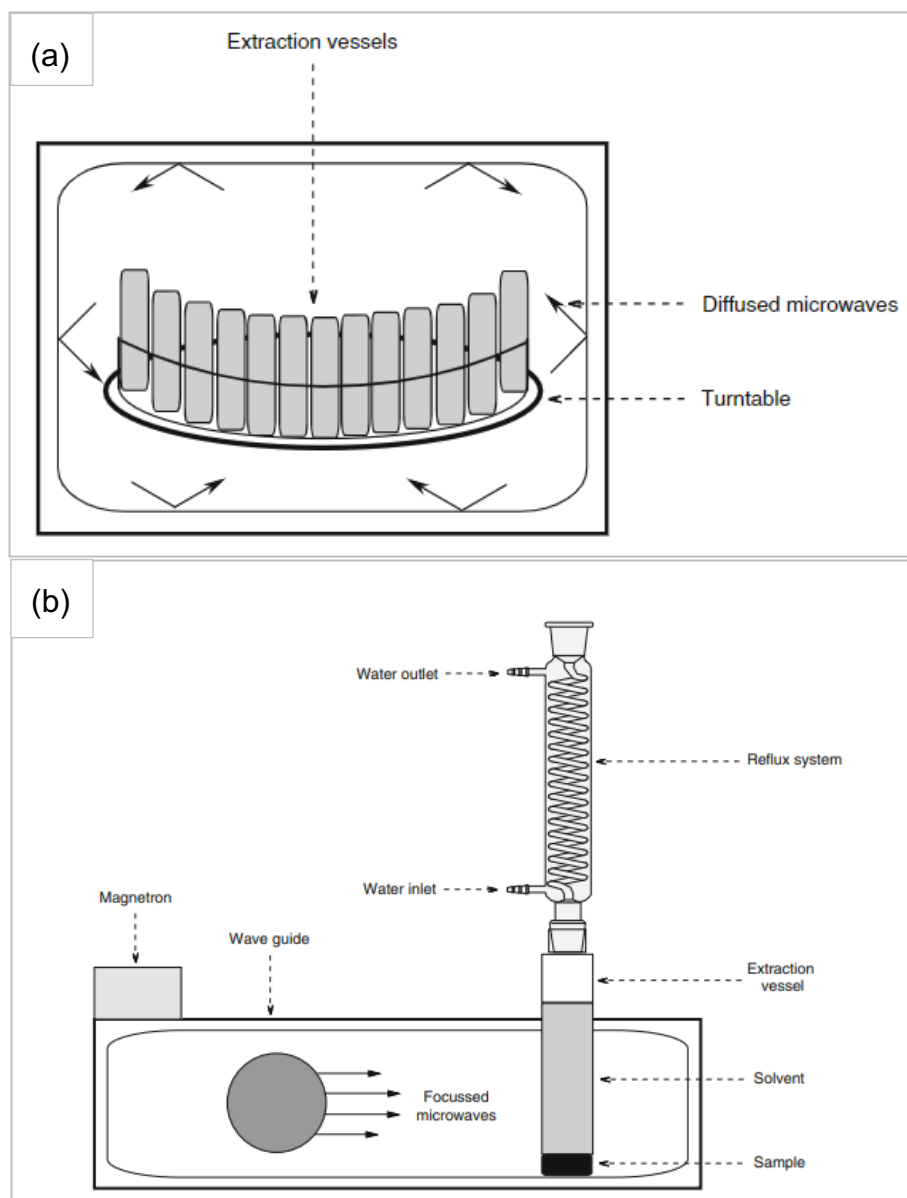 (a)
Extraction vessels
Diffused microwaves
Turntable
(b)
Water outlet
Reflux system
Water inlet
Magnetron
Wave guide
Extraction
vessel
Focussed
microwaves
Solvent
Sample